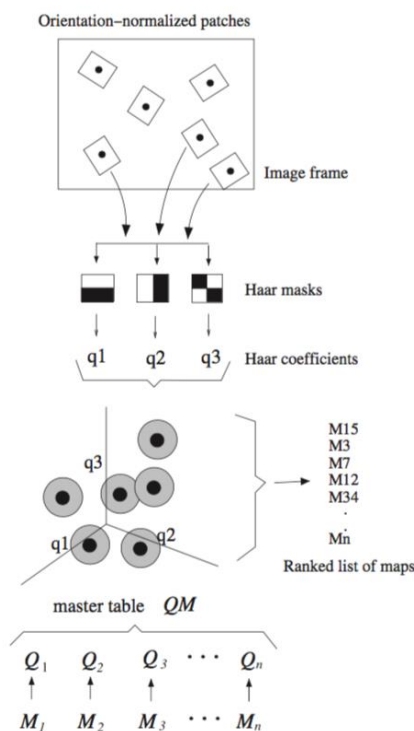 Orientation−normalized patches
Image frame
Haar masks
q1 q2 q3
Haar coefficients
q3
q1
q2
M15
M3
M7
M12
M34
.
.
Mn
Ranked list of maps
master table QM
Q1 Q2 Q3 · · · Qn
M1 M2 M3 · · · Mn